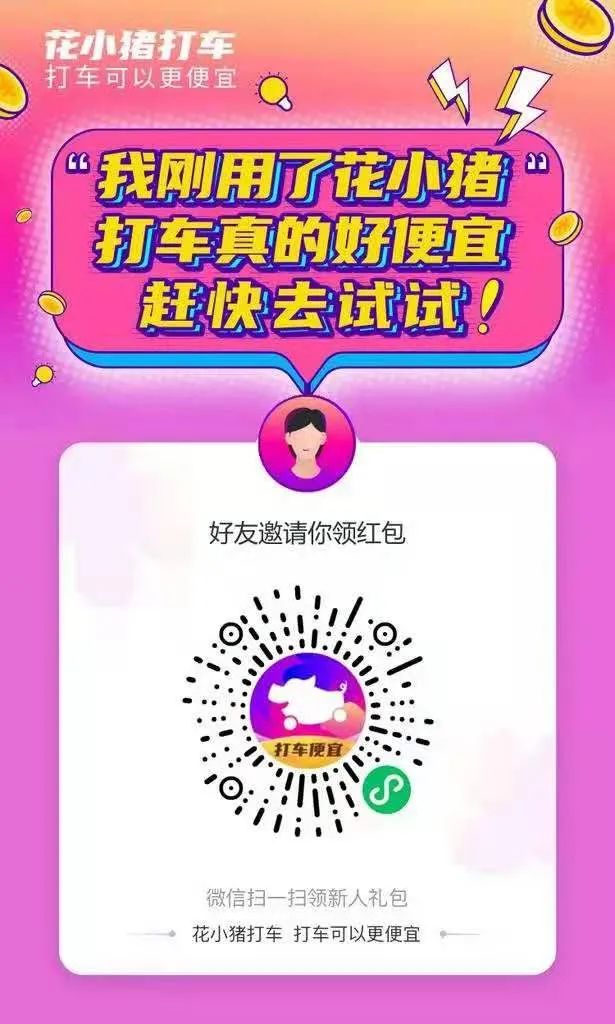 花小猪打车
打车可以更便宜
“我刚用了花小猪”
打车真的好便宜
赶快去试试！
好友邀请你领红包
打车便宜
微信扫一扫领新人礼包
花小猪打车 打车可以更便宜